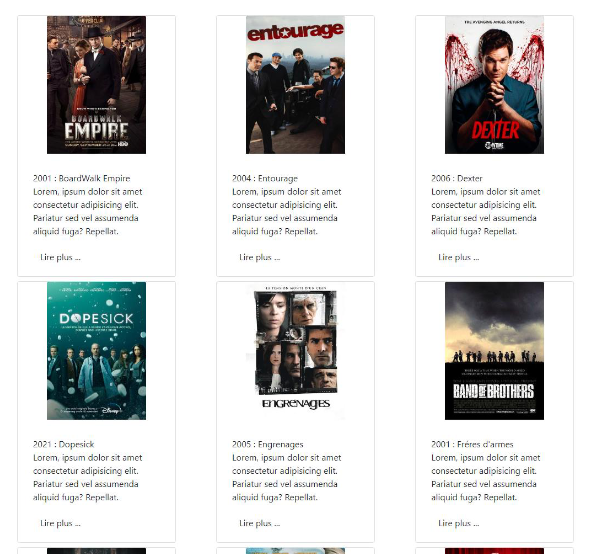 BOARDWALK
EMPIRE
HBO
2001 : BoardWalk Empire
Lorem, ipsum dolor sit amet
consectetur adipisicing elit.
Pariatur sed vel assumenda
aliquid fuga? Repellat.
Lire plus ...
entourage
2004 : Entourage
Lorem, ipsum dolor sit amet
consectetur adipisicing elit.
Pariatur sed vel assumenda
aliquid fuga? Repellat.
Lire plus ...
THE AVENGING ANGEL RETURNS
DEXTER
SHOWTIME
2006 : Dexter
Lorem, ipsum dolor sit amet
consectetur adipisicing elit.
Pariatur sed vel assumenda
aliquid fuga? Repellat.
Lire plus ...
DOPESICK
Disney+
2021 : Dopesick
Lorem, ipsum dolor sit amet
consectetur adipisicing elit.
Pariatur sed vel assumenda
aliquid fuga? Repellat.
Lire plus ...
ENGRENAGES
2005 : Engrenages
Lorem, ipsum dolor sit amet
consectetur adipisicing elit.
Pariatur sed vel assumenda
aliquid fuga? Repellat.
Lire plus ...
BAND OF BROTHERS
2001 : Fréres d'armes
Lorem, ipsum dolor sit amet
consectetur adipisicing elit.
Pariatur sed vel assumenda
aliquid fuga? Repellat.
Lire plus ...